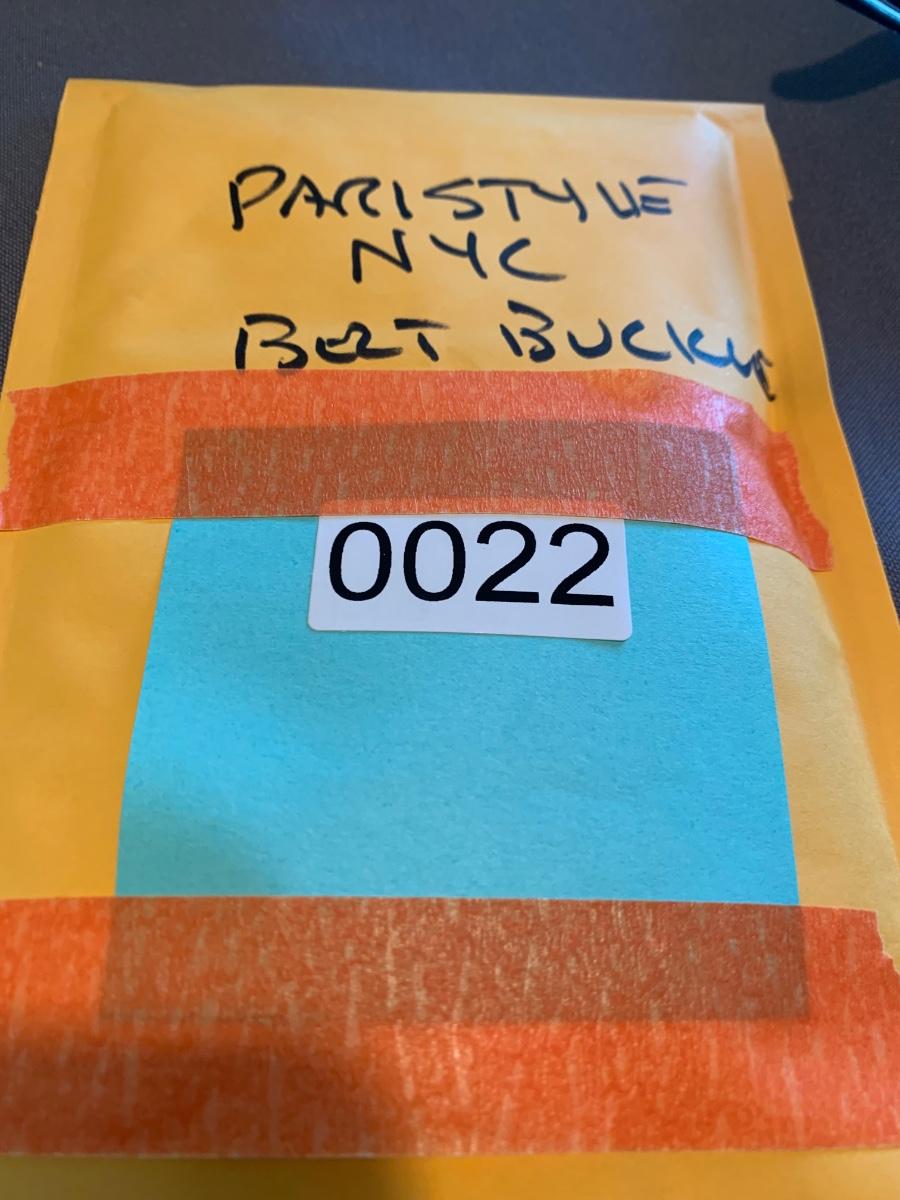 PARISTYLE
NYC
BELT BUCKLE
0022